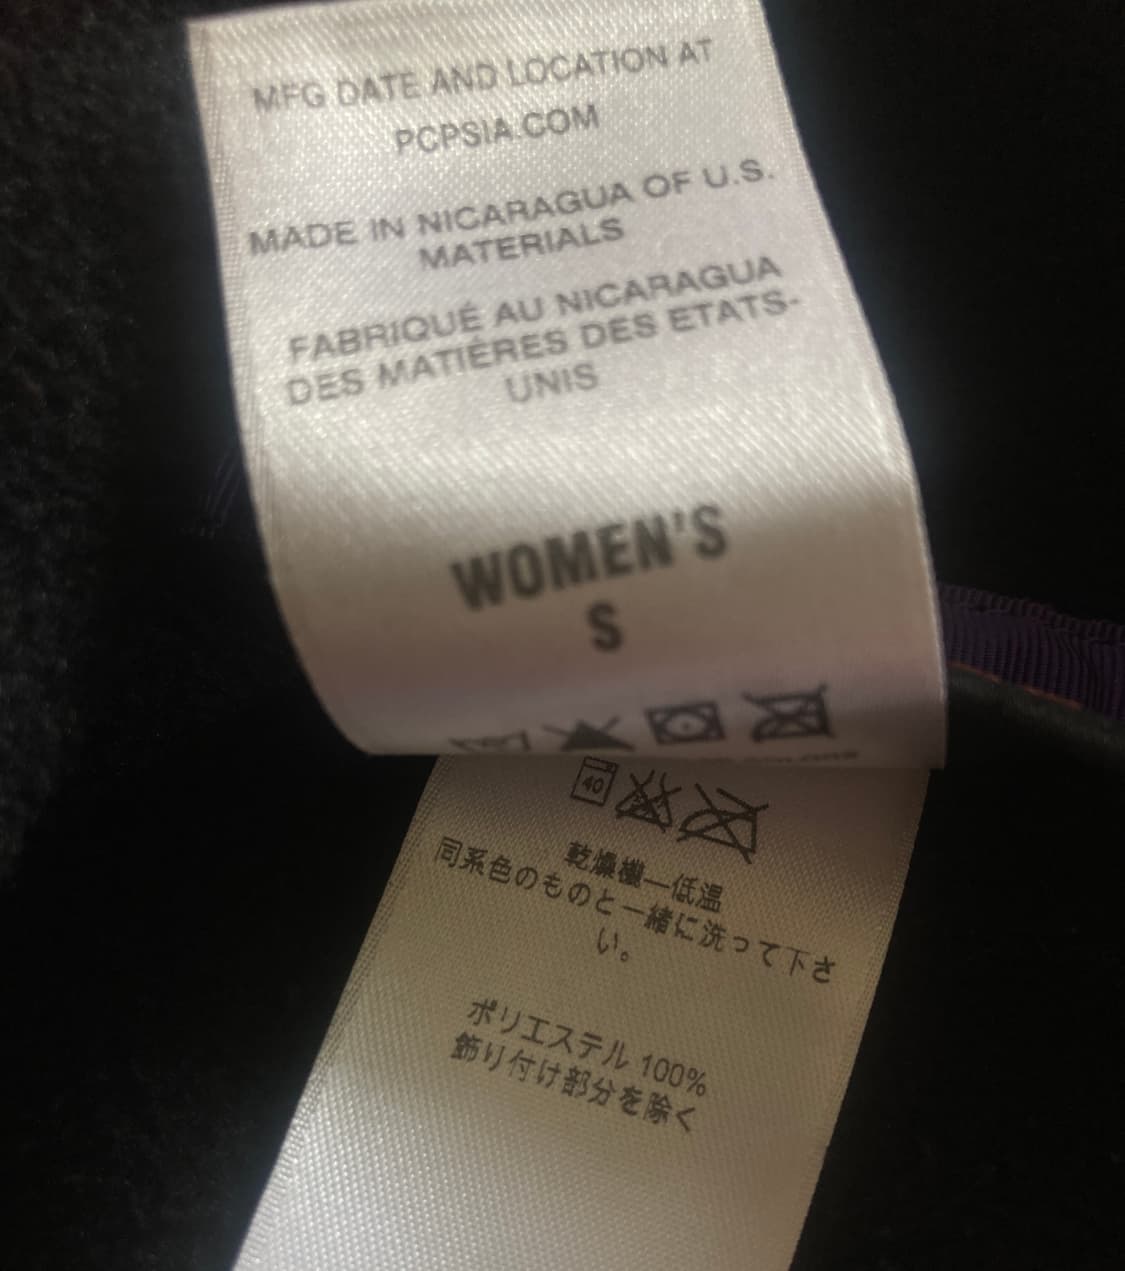 MFG DATE AND LOCATION AT
PCPSIA.COM
MADE IN NICARAGUA OF U.S.
MATERIALS
FABRIQUÉ AU NICARAGUA
DES MATIÉRES DES ETATS-
UNIS
WOMEN'S
S
40
乾燥機—低温
同系色のものと一緒に洗って下さ
い。
ポリエステル 100%
飾り付け部分を除く